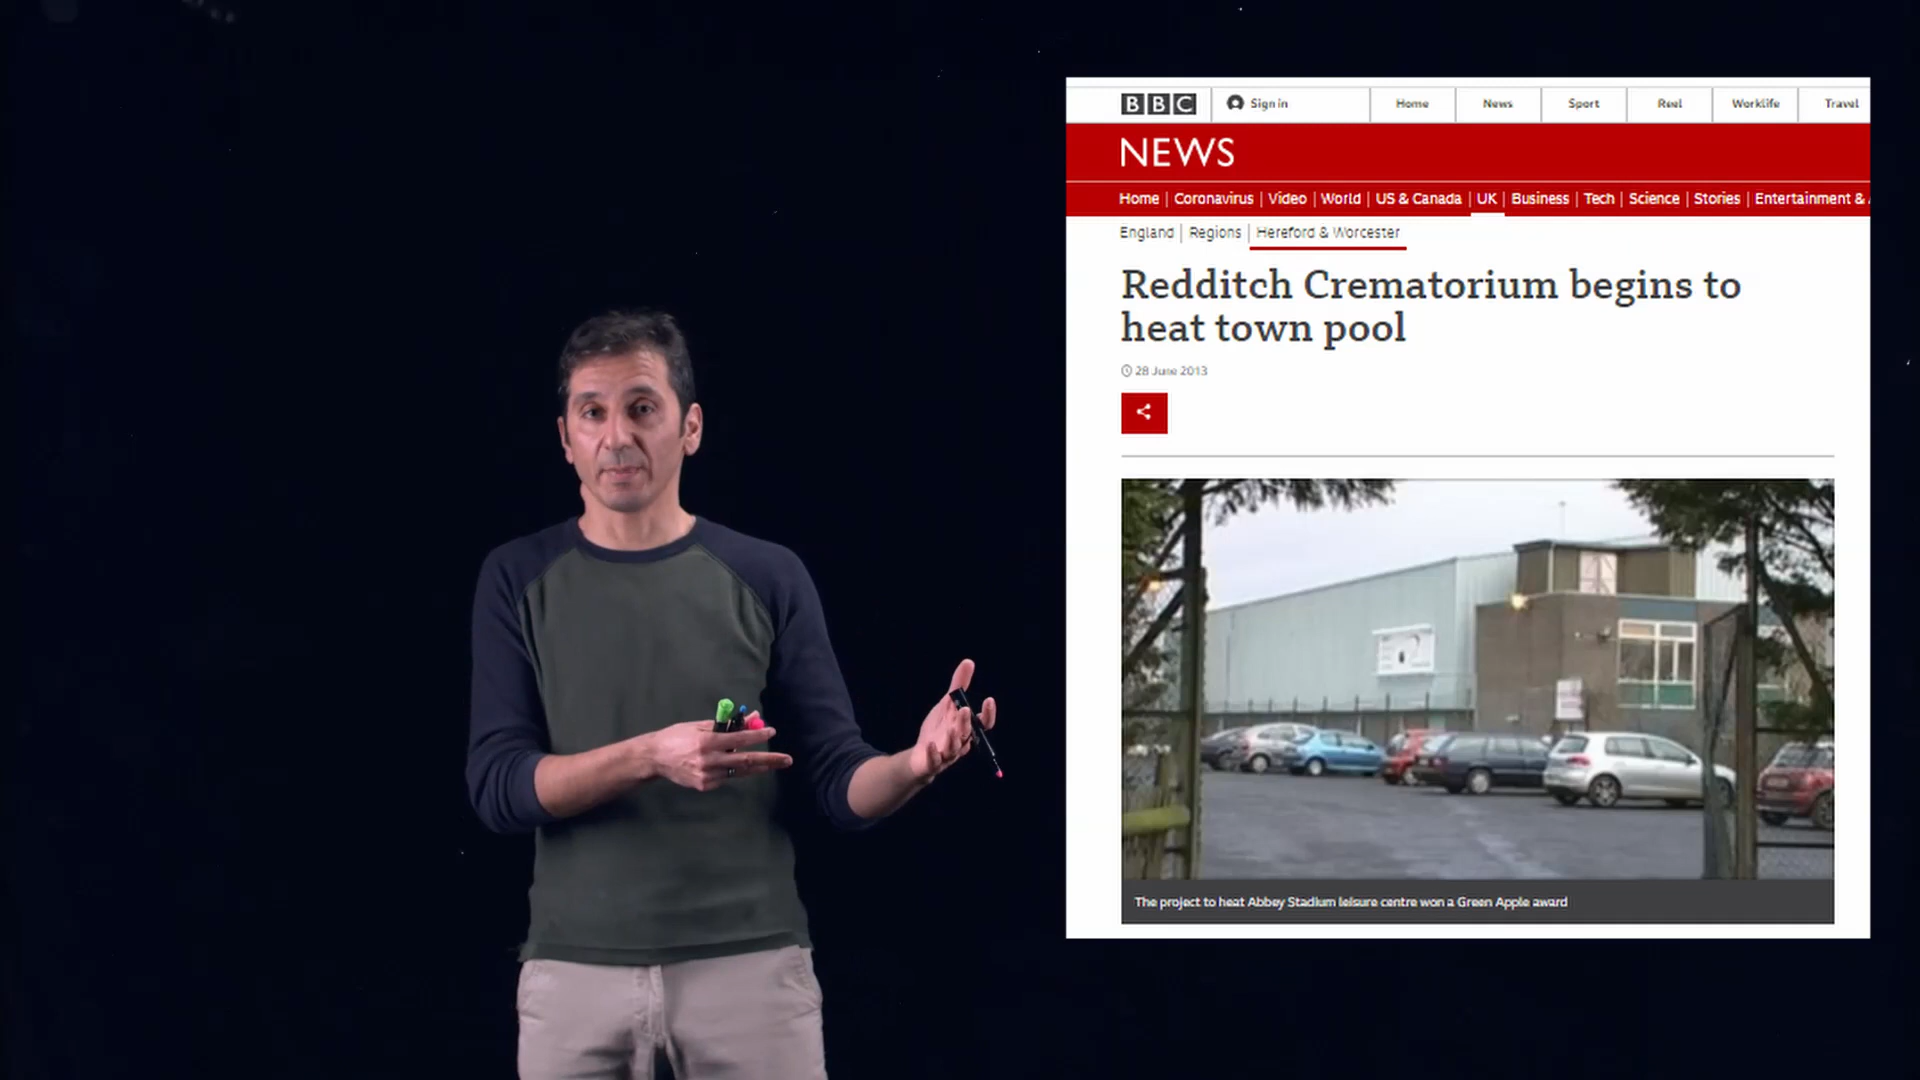 BBC Sign in Home News Sport Reel Worklife Travel
NEWS
Home Coronavirus Video World US & Canada UK Business Tech Science Stories Entertainment &
England Regions Hereford & Worcester
Redditch Crematorium begins to
heat town pool
28 June 2013
The project to heat Abbey Stadium leisure centre won a Green Apple award